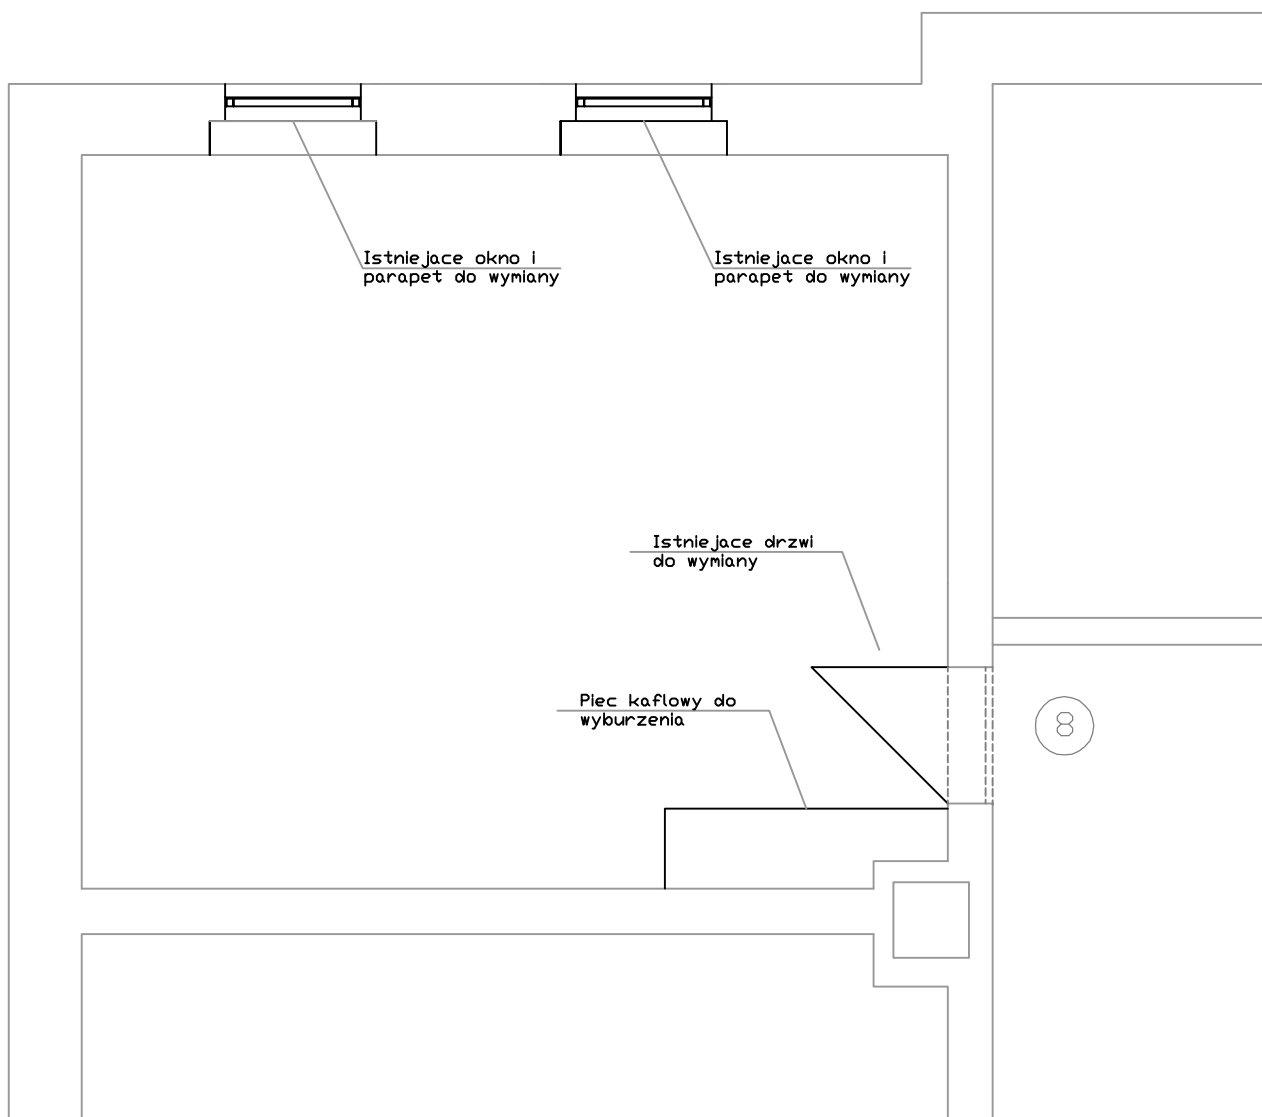 Istniejace okno i
parapet do wymiany
Istniejace okno i
parapet do wymiany
Istniejace drzwi
do wymiany
Piec kaflowy do
wyburzenia
8